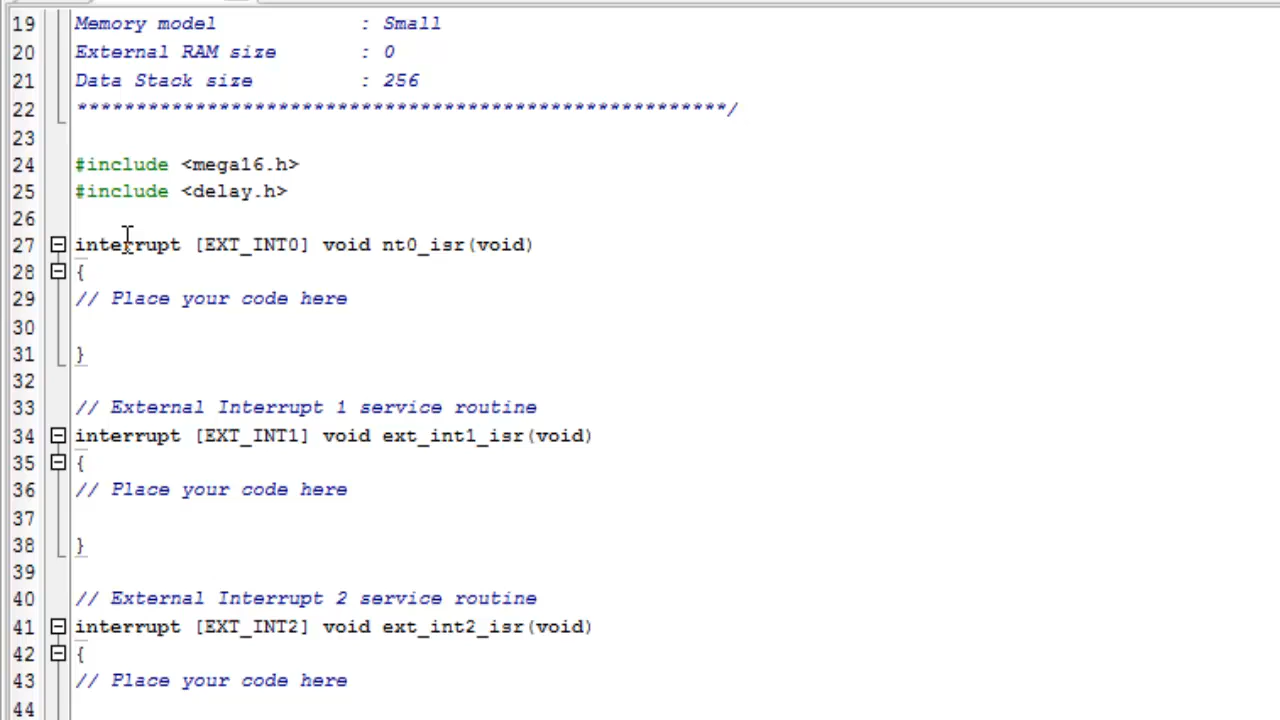 19 Memory model : Small
20 External RAM size : 0
21 Data Stack size : 256
22 *******************************************************/
23
24 #include <mega16.h>
25 #include <delay.h>
26
27 interrupt [EXT_INT0] void nt0_isr(void)
28 {
29 // Place your code here
30
31 }
32
33 // External Interrupt 1 service routine
34 interrupt [EXT_INT1] void ext_int1_isr(void)
35 {
36 // Place your code here
37
38 }
39
40 // External Interrupt 2 service routine
41 interrupt [EXT_INT2] void ext_int2_isr(void)
42 {
43 // Place your code here
44